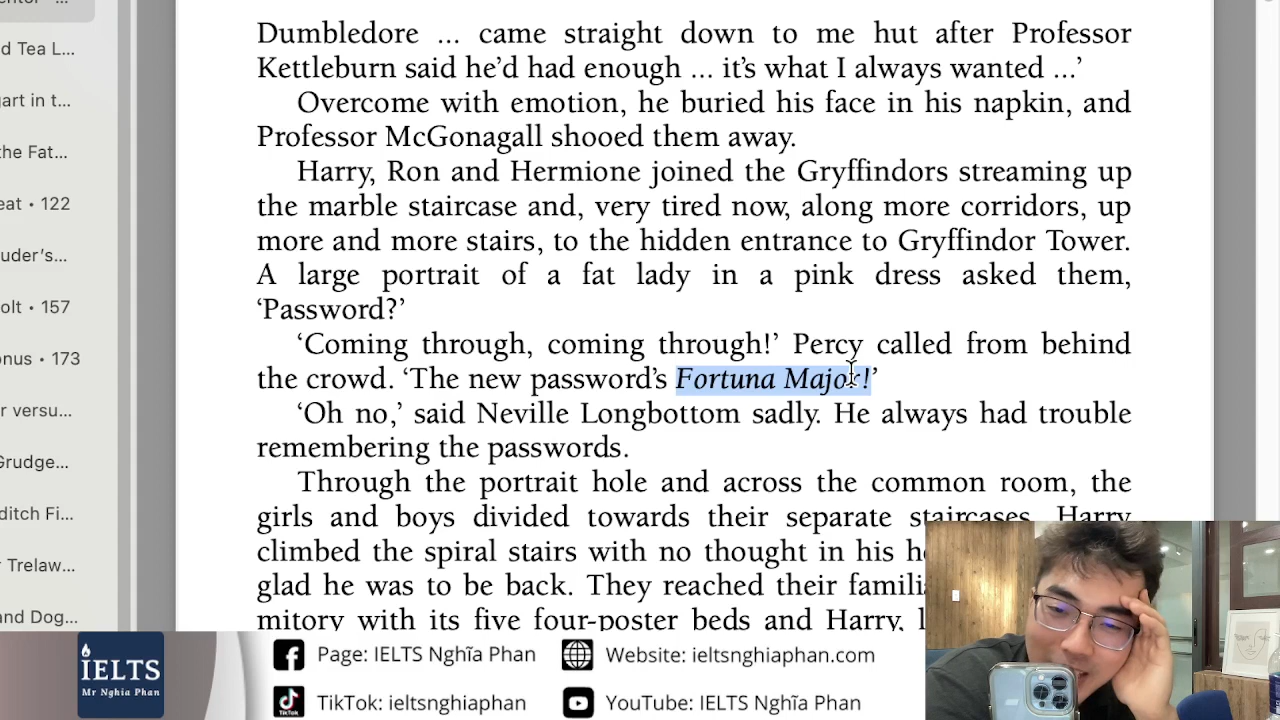 Dumbledore ... came straight down to me hut after Professor
Kettleburn said he’d had enough ... it’s what I always wanted ...’
Overcome with emotion, he buried his face in his napkin, and
Professor McGonagall shooed them away.
Harry, Ron and Hermione joined the Gryffindors streaming up
the marble staircase and, very tired now, along more corridors, up
more and more stairs, to the hidden entrance to Gryffindor Tower.
A large portrait of a fat lady in a pink dress asked them,
‘Password?’
‘Coming through, coming through!’ Percy called from behind
the crowd. ‘The new password’s Fortuna Major!’
‘Oh no,’ said Neville Longbottom sadly. He always had trouble
remembering the passwords.
Through the portrait hole and across the common room, the
girls and boys divided towards their separate staircases. Harry
climbed the spiral stairs with no thought in his
glad he was to be back. They reached their
mitory with its five four-poster beds and Harry,
d Tea L...
art in t...
he Fat...
eat • 122
uder’s...
olt • 157
onus • 173
r versu...
Grudge...
ditch Fi...
r Trelaw...
and Dog...
IELTS
Mr Nghia Phan
Page: IELTS Nghĩa Phan
Website: ieltsnghiaphan.com
TikTok: ieltsnghiaphan
YouTube: IELTS Nghĩa Phan